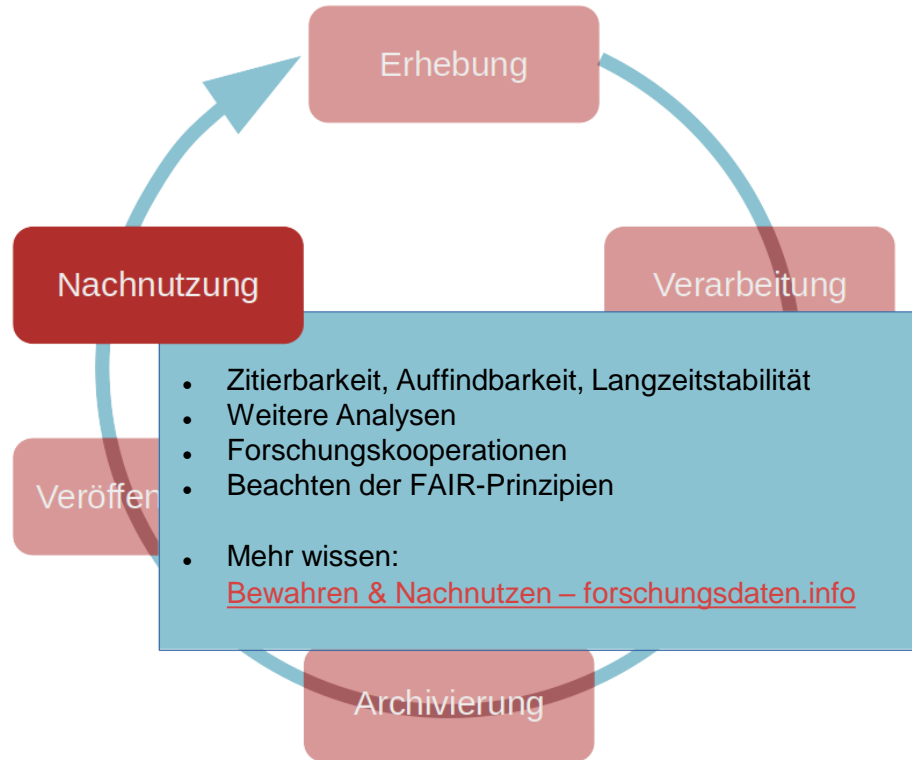 Erhebung
Nachnutzung
Verarbeitung
• Zitierbarkeit, Auffindbarkeit, Langzeitstabilität
• Weitere Analysen
• Forschungskooperationen
• Beachten der FAIR-Prinzipien
Veröffen
• Mehr wissen:
Bewahren & Nachnutzen – forschungsdaten.info
Archivierung